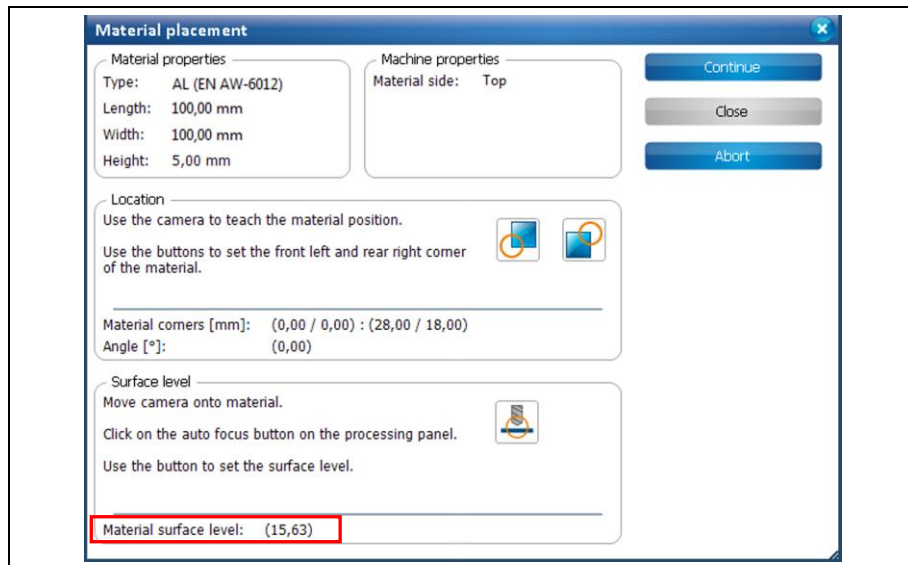 Material placement
Material properties
Type: AL (EN AW-6012)
Length: 100,00 mm
Width: 100,00 mm
Height: 5,00 mm
Machine properties
Material side: Top
Continue
Close
Abort
Location
Use the camera to teach the material position.
Use the buttons to set the front left and rear right corner
of the material.
Material corners [mm]: (0,00 / 0,00) : (28,00 / 18,00)
Angle [°]: (0,00)
Surface level
Move camera onto material.
Click on the auto focus button on the processing panel.
Use the button to set the surface level.
Material surface level: (15,63)